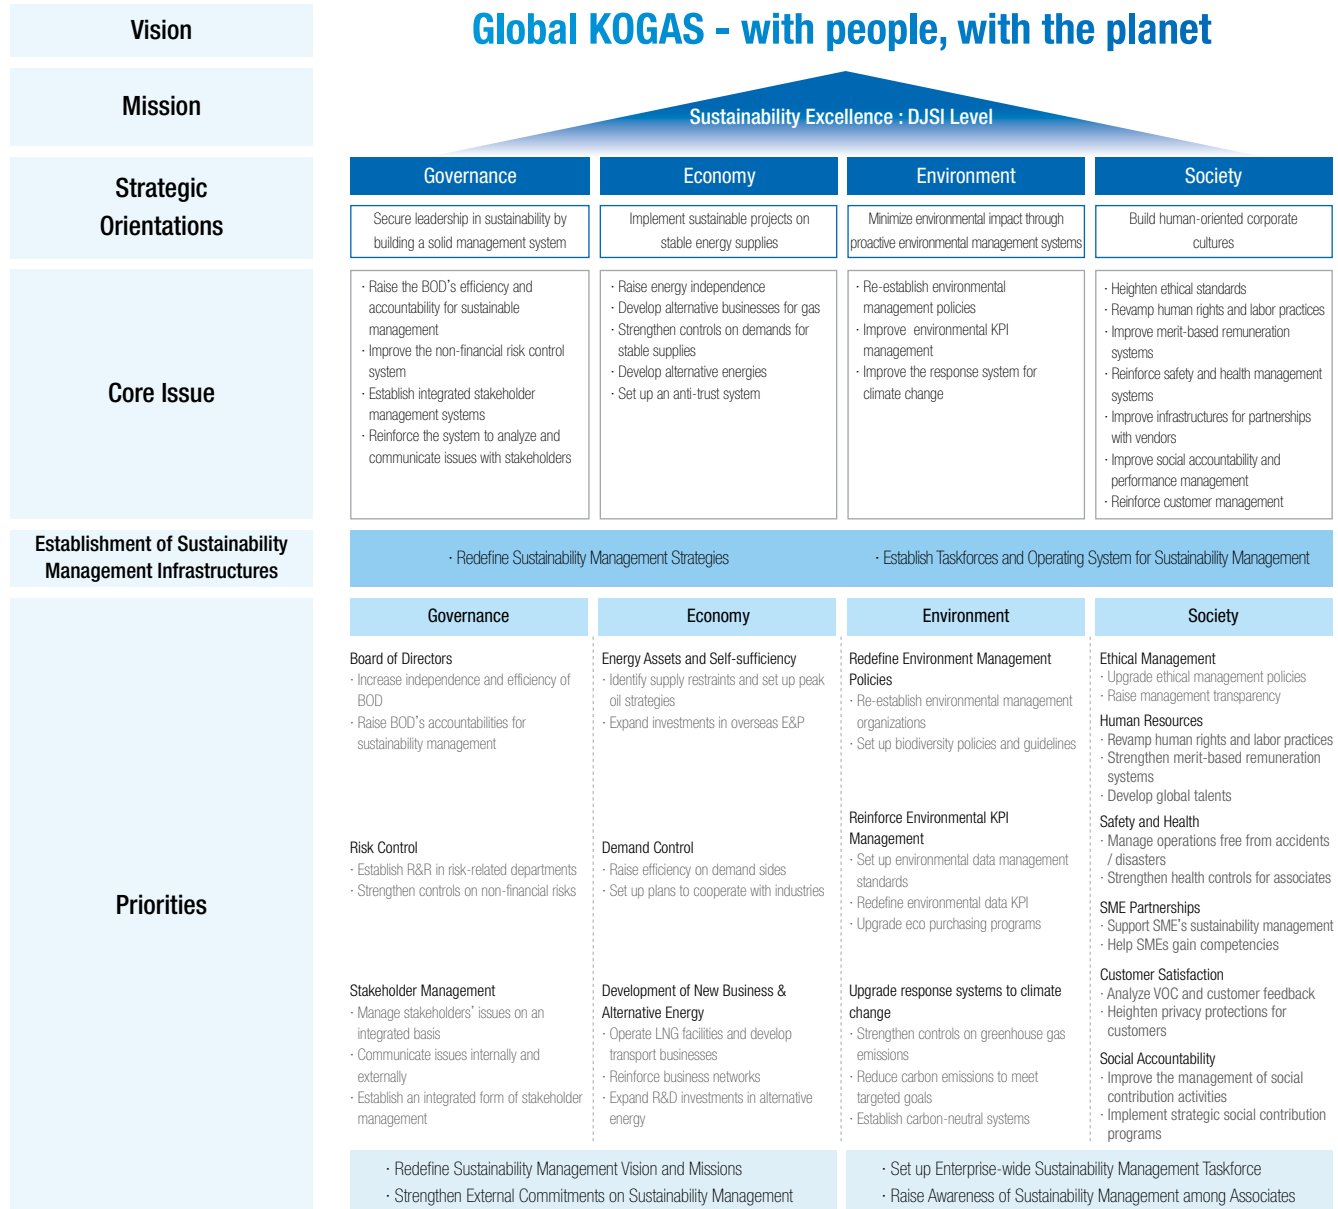 Vision
Global KOGAS - with people, with the planet
Mission
Sustainability Excellence : DJSI Level
Strategic
Orientations
Governance
Secure leadership in sustainability by
building a solid management system
Economy
Implement sustainable projects on
stable energy supplies
Environment
Minimize environmental impact through
proactive environmental management systems
Society
Build human-oriented corporate
cultures
Core Issue
· Raise the BOD's efficiency and
accountability for sustainable
management
· Improve the non-financial risk control
system
· Establish integrated stakeholder
management systems
· Reinforce the system to analyze and
communicate issues with stakeholders
· Raise energy independence
· Develop alternative businesses for gas
· Strengthen controls on demands for
stable supplies
· Develop alternative energies
· Set up an anti-trust system
· Re-establish environmental
management policies
· Improve environmental KPI
management
· Improve the response system for
climate change
· Heighten ethical standards
· Revamp human rights and labor practices
· Improve merit-based remuneration
systems
· Reinforce safety and health management
systems
· Improve infrastructures for partnerships
with vendors
· Improve social accountability and
performance management
· Reinforce customer management
Establishment of Sustainability
Management Infrastructures
· Redefine Sustainability Management Strategies
· Establish Taskforces and Operating System for Sustainability Management
Priorities
Governance
Board of Directors
· Increase independence and efficiency of
BOD
· Raise BOD's accountabilities for
sustainability management
Risk Control
· Establish R&R in risk-related departments
· Strengthen controls on non-financial risks
Stakeholder Management
· Manage stakeholders' issues on an
integrated basis
· Communicate issues internally and
externally
· Establish an integrated form of stakeholder
management
Economy
Energy Assets and Self-sufficiency
· Identify supply restraints and set up peak
oil strategies
· Expand investments in overseas E&P
Demand Control
· Raise efficiency on demand sides
· Set up plans to cooperate with industries
Development of New Business &
Alternative Energy
· Operate LNG facilities and develop
transport businesses
· Reinforce business networks
· Expand R&D investments in alternative
energy
Environment
Redefine Environment Management
Policies
· Re-establish environmental management
organizations
· Set up biodiversity policies and guidelines
Reinforce Environmental KPI
Management
· Set up environmental data management
standards
· Redefine environmental data KPI
· Upgrade eco purchasing programs
Upgrade response systems to climate
change
· Strengthen controls on greenhouse gas
emissions
· Reduce carbon emissions to meet
targeted goals
· Establish carbon-neutral systems
Society
Ethical Management
· Upgrade ethical management policies
· Raise management transparency
Human Resources
· Revamp human rights and labor practices
· Strengthen merit-based remuneration
systems
· Develop global talents
Safety and Health
· Manage operations free from accidents
/ disasters
· Strengthen health controls for associates
SME Partnerships
· Support SME's sustainability management
· Help SMEs gain competencies
Customer Satisfaction
· Analyze VOC and customer feedback
· Heighten privacy protections for
customers
Social Accountability
· Improve the management of social
contribution activities
· Implement strategic social contribution
programs
· Redefine Sustainability Management Vision and Missions
· Strengthen External Commitments on Sustainability Management
· Set up Enterprise-wide Sustainability Management Taskforce
· Raise Awareness of Sustainability Management among Associates